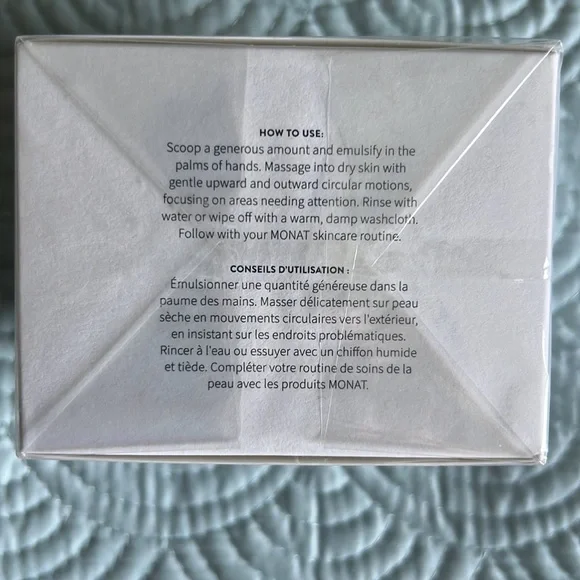 HOW TO USE:
Scoop a generous amount and emulsify in the
palms of hands. Massage into dry skin with
gentle upward and outward circular motions,
focusing on areas needing attention. Rinse with
water or wipe off with a warm, damp washcloth.
Follow with your MONAT skincare routine.
CONSEILS D'UTILISATION :
Émulsionner une quantité généreuse dans la
paume des mains. Masser délicatement sur peau
sèche en mouvements circulaires vers l'extérieur,
en insistant sur les endroits problématiques.
Rincer à l'eau ou essuyer avec un chiffon humide
et tiède. Compléter votre routine de soins de la
peau avec les produits MONAT.